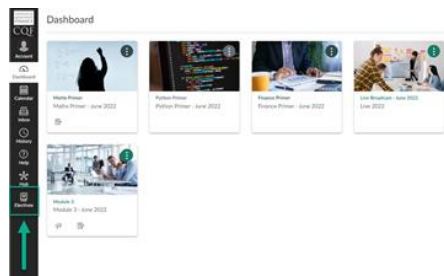 Dashboard
CQF
Account
Dashboard
Calendar
Inbox
History
Help
Hub
Electives
Maths Primer
Maths Primer - June 2022
Python Primer
Python Primer - June 2022
Finance Primer
Finance Primer - June 2022
Live Broadcast - June 2022
Live 2022
Module 3
Module 3 - June 2022